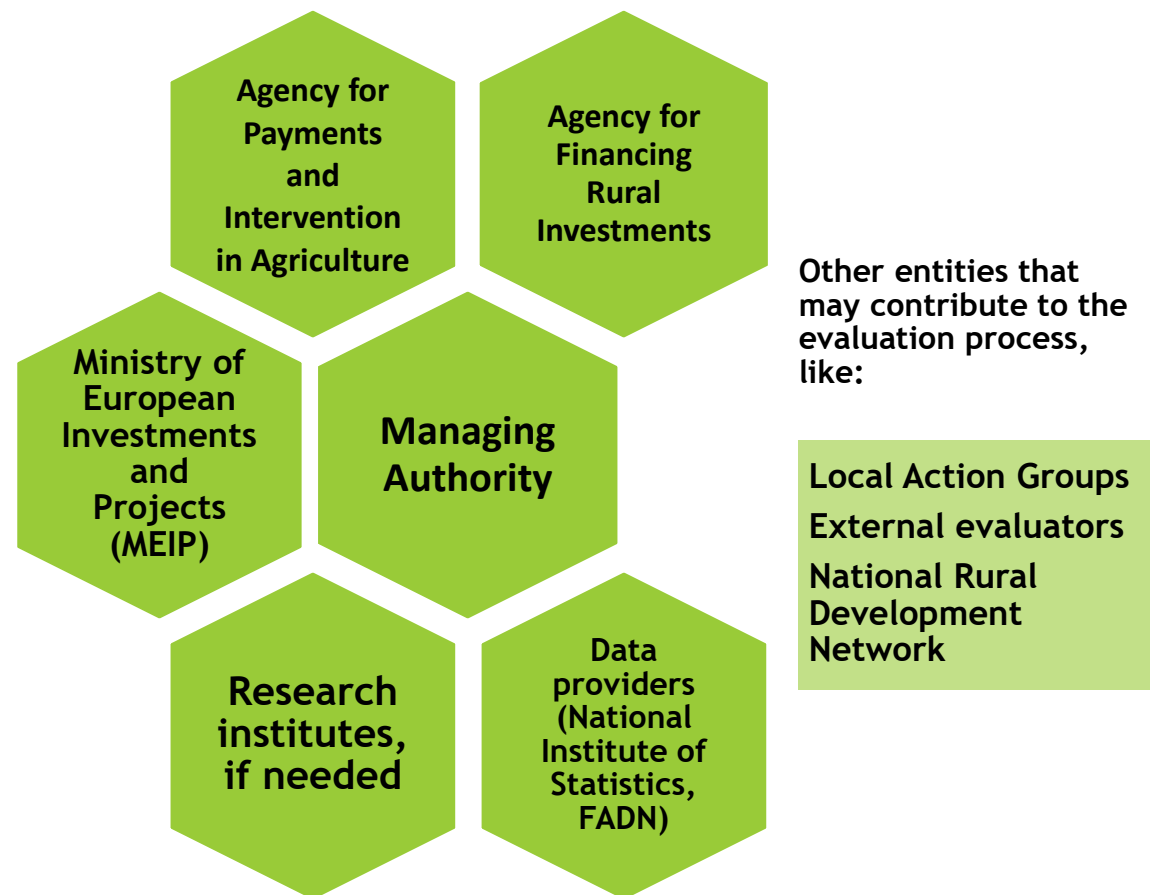 Agency for
Payments
and
Intervention
in Agriculture
Agency for
Financing
Rural
Investments
Other entities that
may contribute to the
evaluation process,
like:
Ministry of
European
Investments
and
Projects
(MEIP)
Managing
Authority
Local Action Groups
External evaluators
National Rural
Development
Network
Research
institutes,
if needed
Data
providers
(National
Institute of
Statistics,
FADN)